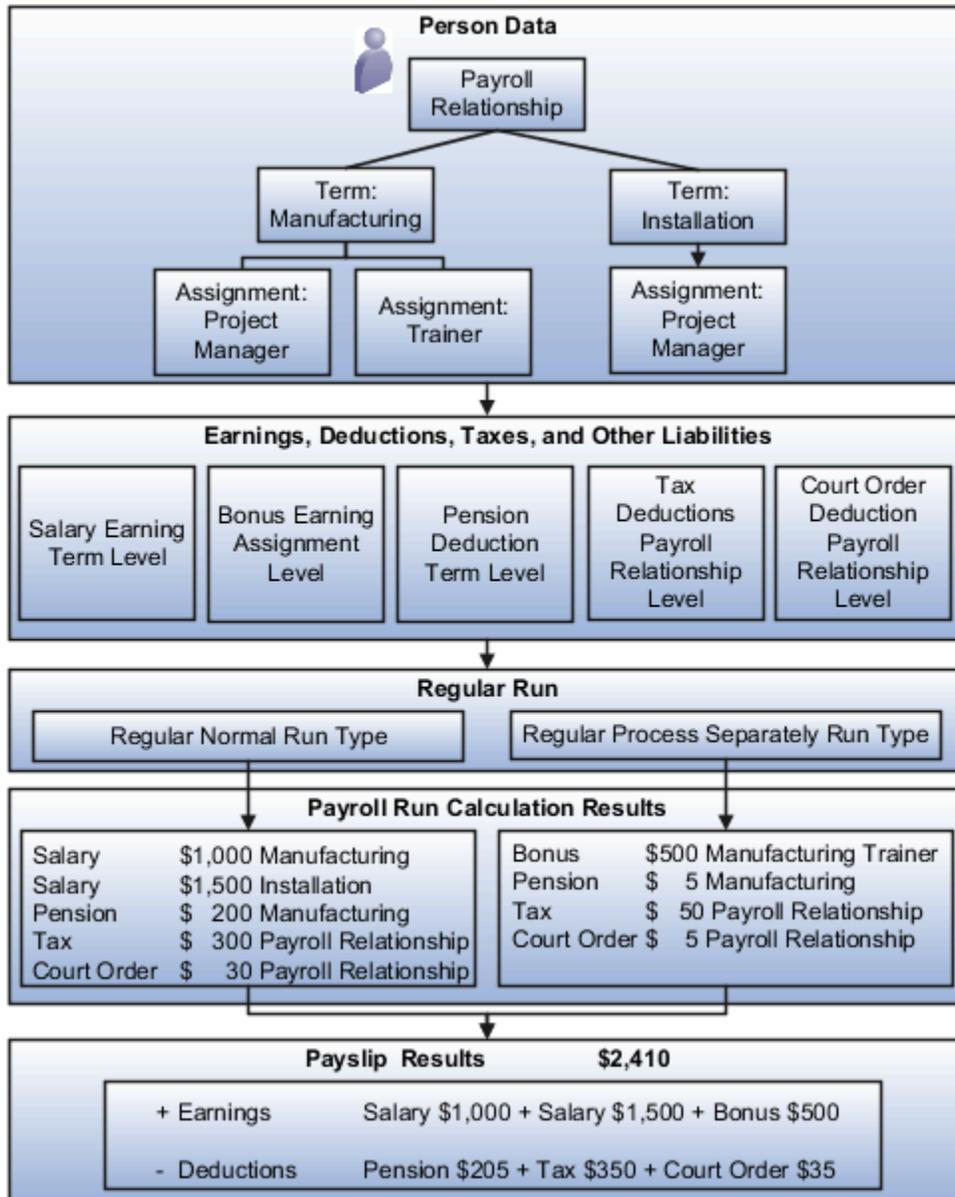 Person Data
Payroll
Relationship
Term:
Manufacturing
Term:
Installation
Assignment:
Project
Manager
Assignment:
Trainer
Assignment:
Project
Manager
Earnings, Deductions, Taxes, and Other Liabilities
Salary Earning
Term Level
Bonus Earning
Assignment
Level
Pension
Deduction
Term Level
Tax
Deductions
Payroll
Relationship
Level
Court Order
Deduction
Payroll
Relationship
Level
Regular Run
Regular Normal Run Type
Regular Process Separately Run Type
Payroll Run Calculation Results
Salary $1,000 Manufacturing
Salary $1,500 Installation
Pension $ 200 Manufacturing
Tax $ 300 Payroll Relationship
Court Order $ 30 Payroll Relationship
Bonus $500 Manufacturing Trainer
Pension $ 5 Manufacturing
Tax $ 50 Payroll Relationship
Court Order $ 5 Payroll Relationship
Payslip Results $2,410
+ Earnings Salary $1,000 + Salary $1,500 + Bonus $500
- Deductions Pension $205 + Tax $350 + Court Order $35